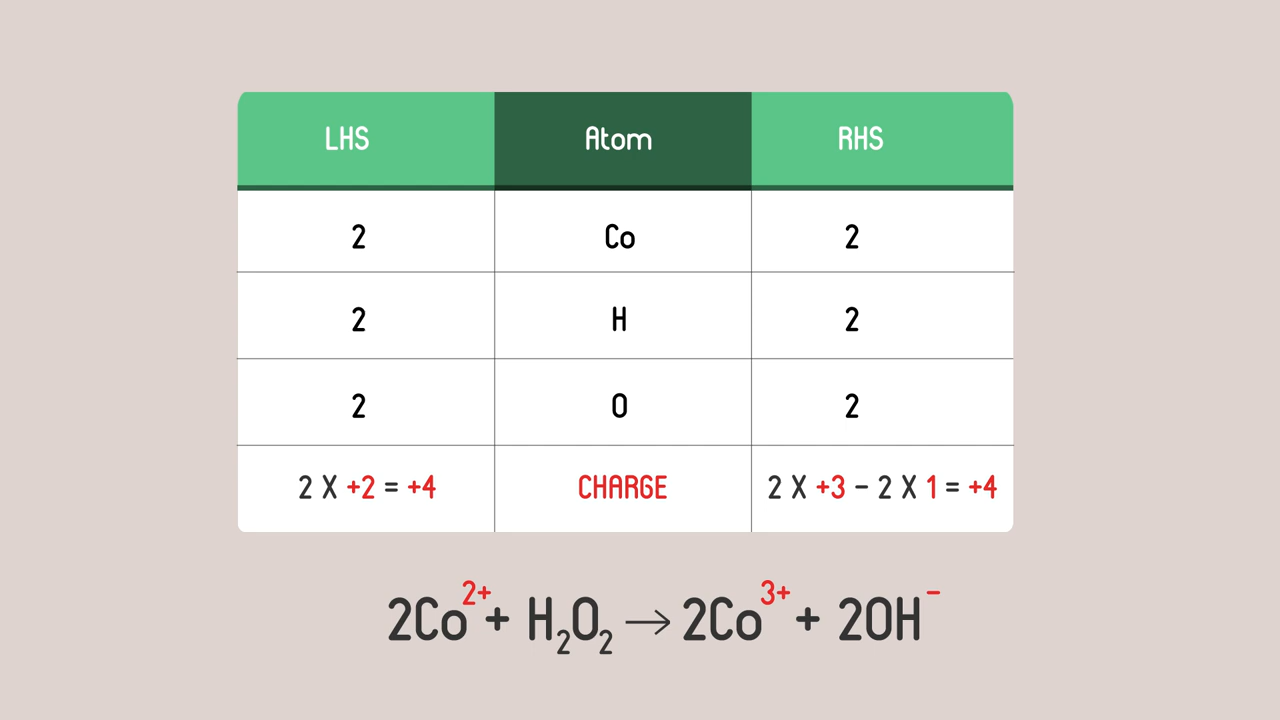 LHS Atom RHS
2 Co 2
2 H 2
2 O 2
2 X +2 = +4 CHARGE 2 X +3 - 2 X 1 = +4
2Co²⁺ + H₂O₂ → 2Co³⁺ + 2OH⁻